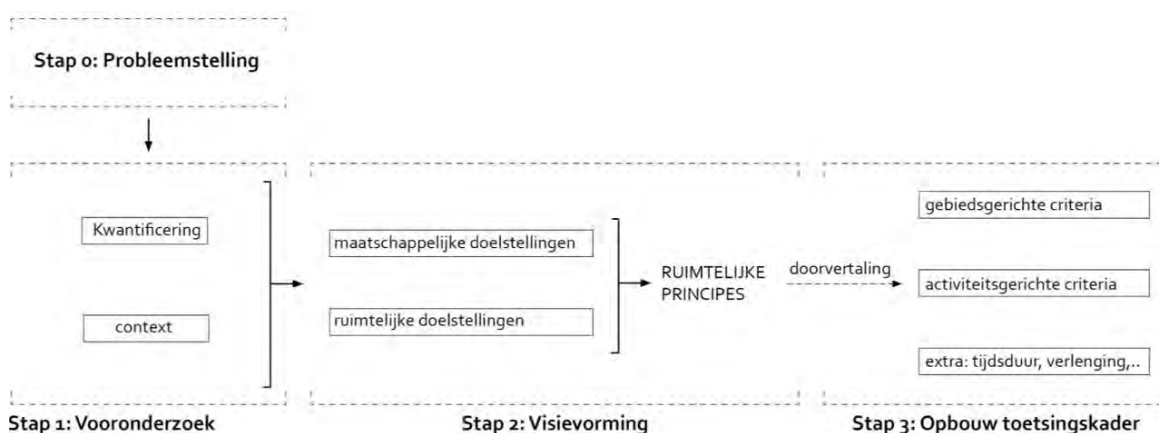 Stap 0: Probleemstelling
Kwantificering
context
Stap 1: Vooronderzoek
maatschappelijke doelstellingen
ruimtelijke doelstellingen
RUIMTELIJKE
PRINCIPES
Stap 2: Visievorming
doorvertaling
gebiedsgerichte criteria
activiteitsgerichte criteria
extra: tijdsduur, verlenging,..
Stap 3: Opbouw toetsingskader